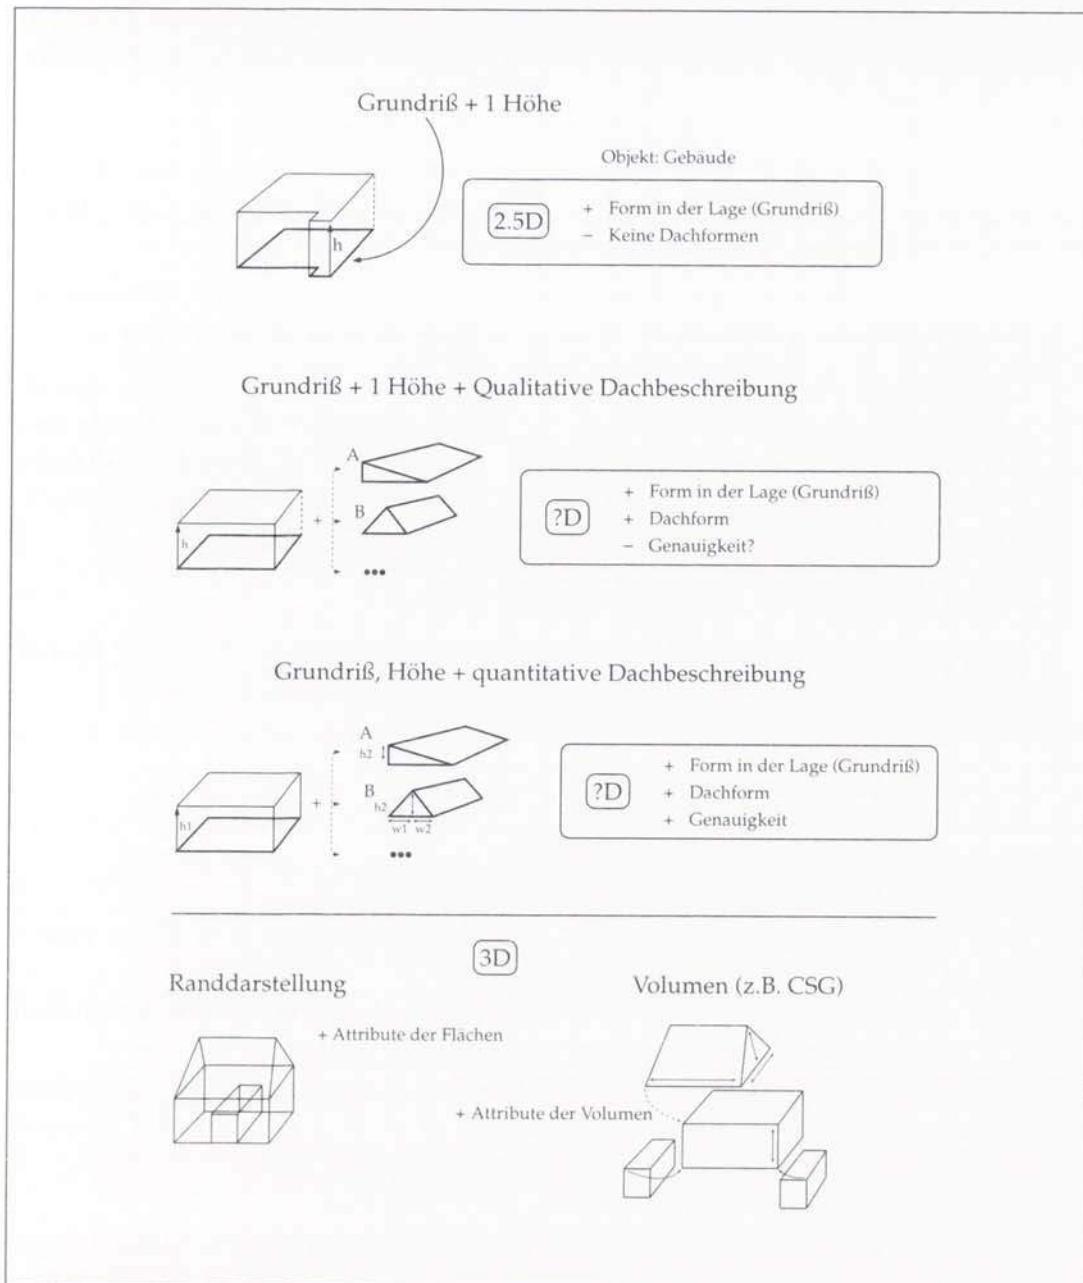 Grundriß + 1 Höhe
Objekt: Gebäude
h
2.5D
+ Form in der Lage (Grundriß)
– Keine Dachformen
Grundriß + 1 Höhe + Qualitative Dachbeschreibung
A
B
h
+
•••
?D
+ Form in der Lage (Grundriß)
+ Dachform
– Genauigkeit?
Grundriß, Höhe + quantitative Dachbeschreibung
A
h2
B
h2
h1
+
w1 w2
•••
?D
+ Form in der Lage (Grundriß)
+ Dachform
+ Genauigkeit
3D
Randdarstellung
+ Attribute der Flächen
Volumen (z.B. CSG)
+ Attribute der Volumen